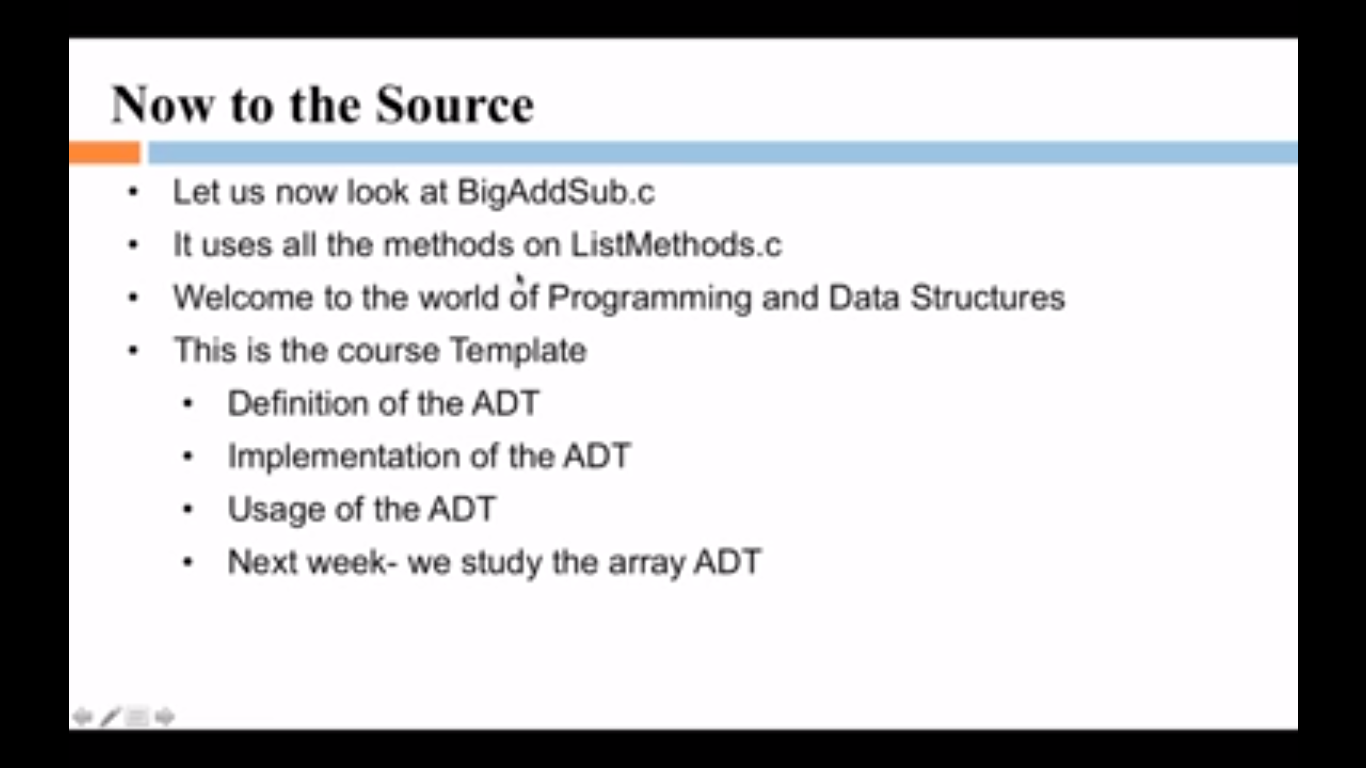 Now to the Source
• Let us now look at BigAddSub.c
• It uses all the methods on ListMethods.c
• Welcome to the world of Programming and Data Structures
• This is the course Template
• Definition of the ADT
• Implementation of the ADT
• Usage of the ADT
• Next week- we study the array ADT